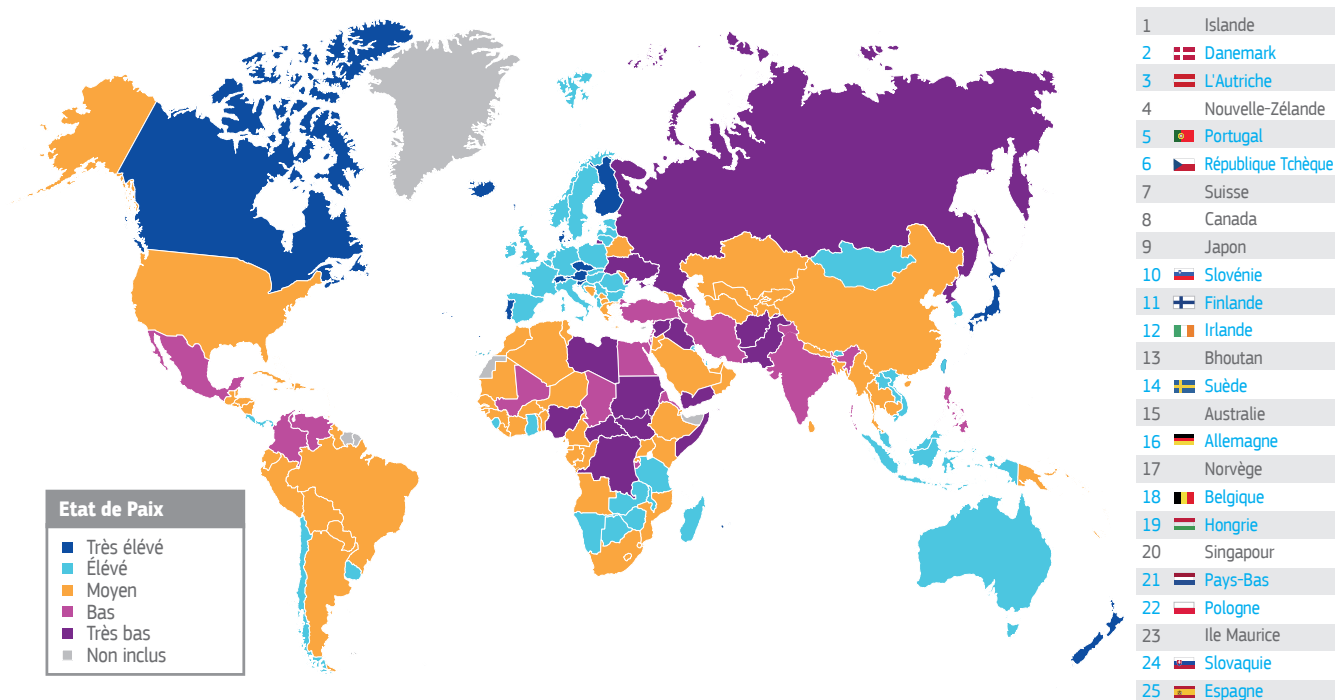 Etat de Paix
Très élévé
Élévé
Moyen
Bas
Très bas
Non inclus
1 Islande
2 Danemark
3 L'Autriche
4 Nouvelle-Zélande
5 Portugal
6 République Tchèque
7 Suisse
8 Canada
9 Japon
10 Slovénie
11 Finlande
12 Irlande
13 Bhoutan
14 Suède
15 Australie
16 Allemagne
17 Norvège
18 Belgique
19 Hongrie
20 Singapour
21 Pays-Bas
22 Pologne
23 Ile Maurice
24 Slovaquie
25 Espagne